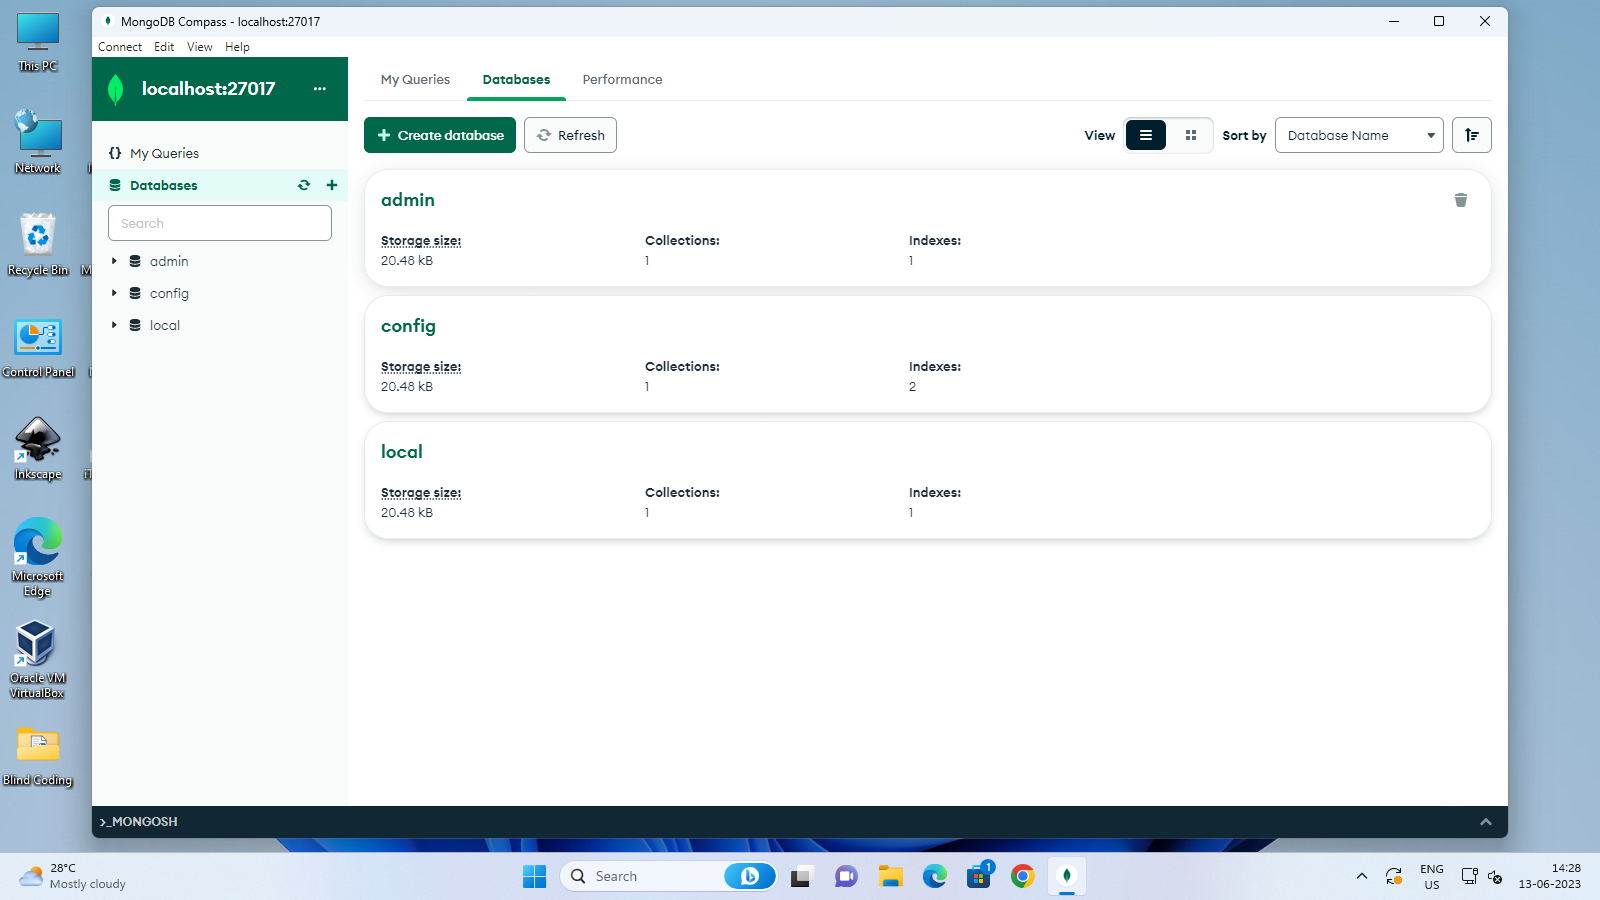 This PC
Network
Recycle Bin
Control Panel
Inkscape
Microsoft
Edge
Oracle VM
VirtualBox
Blind Coding
MongoDB Compass - localhost:27017
Connect Edit View Help
localhost:27017
{} My Queries
Databases
Search
admin
config
local
My Queries Databases Performance
+ Create database
Refresh
View
Sort by
Database Name
admin
Storage size: Collections: Indexes:
20.48 kB 1 1
config
Storage size: Collections: Indexes:
20.48 kB 1 2
local
Storage size: Collections: Indexes:
20.48 kB 1 1
>_MONGOSH
28°C
Mostly cloudy
Search
1
ENG
US
14:28
13-06-2023